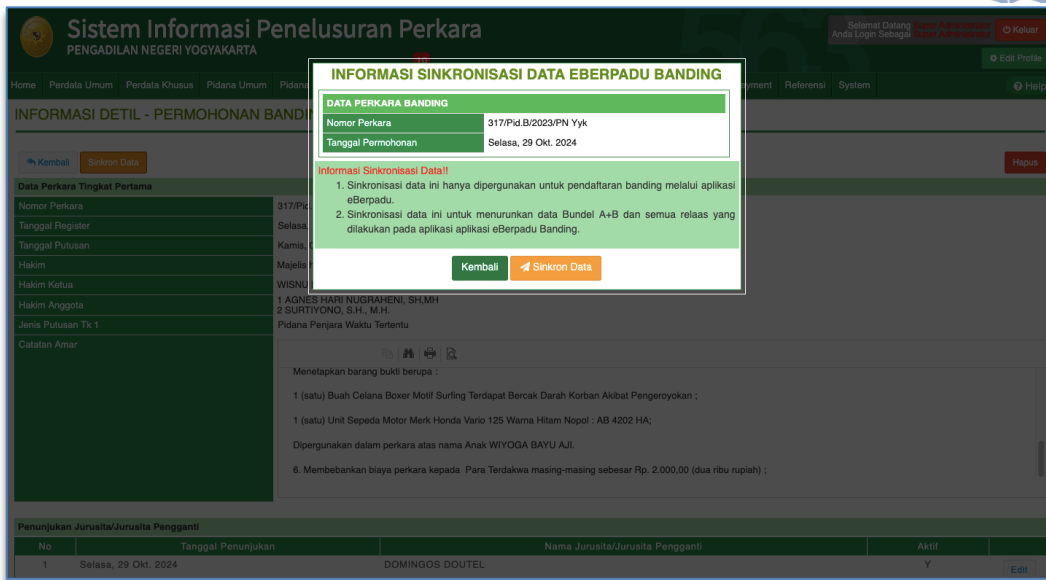 Sistem Informasi Penelusuran Perkara
PENGADILAN NEGERI YOGYAKARTA
Selamat Datang Super Administrator
Anda Login Sebagai Super Administrator
Keluar
Edit Profile
Home Perdata Umum Perdata Khusus Pidana Umum Pidana
Referensi System
Help
INFORMASI DETIL - PERMOHONAN BANDI
Kembali Sinkron Data
Hapus
INFORMASI SINKRONISASI DATA EBERPADU BANDING
DATA PERKARA BANDING
Nomor Perkara 317/Pid.B/2023/PN Yyk
Tanggal Permohonan Selasa, 29 Okt. 2024
Informasi Sinkronisasi Data!!
1. Sinkronisasi data ini hanya dipergunakan untuk pendaftaran banding melalui aplikasi
eBerpadu.
2. Sinkronisasi data ini untuk menurunkan data Bundel A+B dan semua relaas yang
dilakukan pada aplikasi aplikasi eBerpadu Banding.
Kembali Sinkron Data
Data Perkara Tingkat Pertama
Nomor Perkara 317/Pid.
Tanggal Register Selasa,
Tanggal Putusan Kamis,
Hakim Majelis
Hakim Ketua WISNU
Hakim Anggota 1 AGNES HARI NUGRAHENI, SH,MH
2 SURTIYONO, S.H., M.H.
Jenis Putusan Tk 1 Pidana Penjara Waktu Tertentu
Catatan Amar
Menetapkan barang bukti berupa :
1 (satu) Buah Celana Boxer Motif Surfing Terdapat Bercak Darah Korban Akibat Pengeroyokan ;
1 (satu) Unit Sepeda Motor Merk Honda Vario 125 Warna Hitam Nopol : AB 4202 HA;
Dipergunakan dalam perkara atas nama Anak WIYOGA BAYU AJI.
6. Membebankan biaya perkara kepada Para Terdakwa masing-masing sebesar Rp. 2.000,00 (dua ribu rupiah) ;
Penunjukan Jurusita/Jurusita Pengganti
No Tanggal Penunjukan Nama Jurusita/Jurusita Pengganti Aktif
1 Selasa, 29 Okt. 2024 DOMINGOS DOUTEL Y Edit